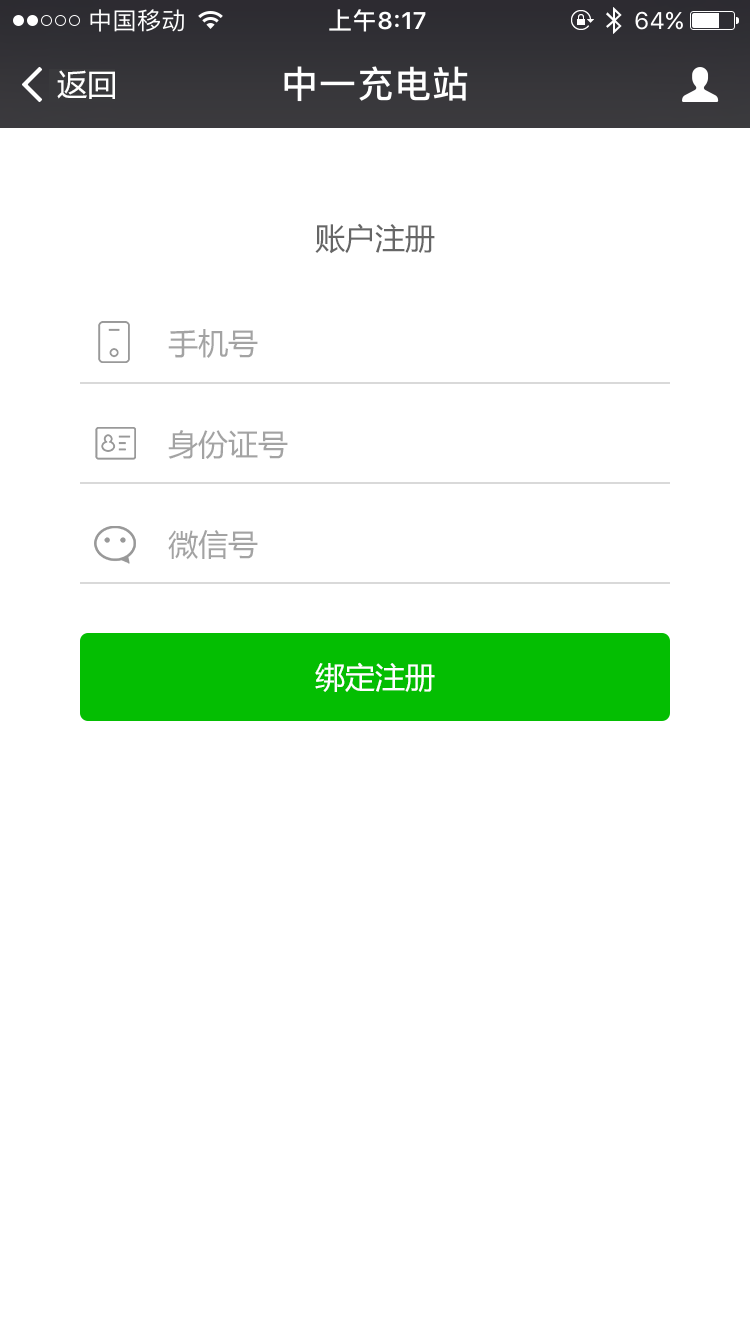 中国移动 上午8:17 64%
返回 中一充电站
账户注册
手机号
身份证号
微信号
绑定注册